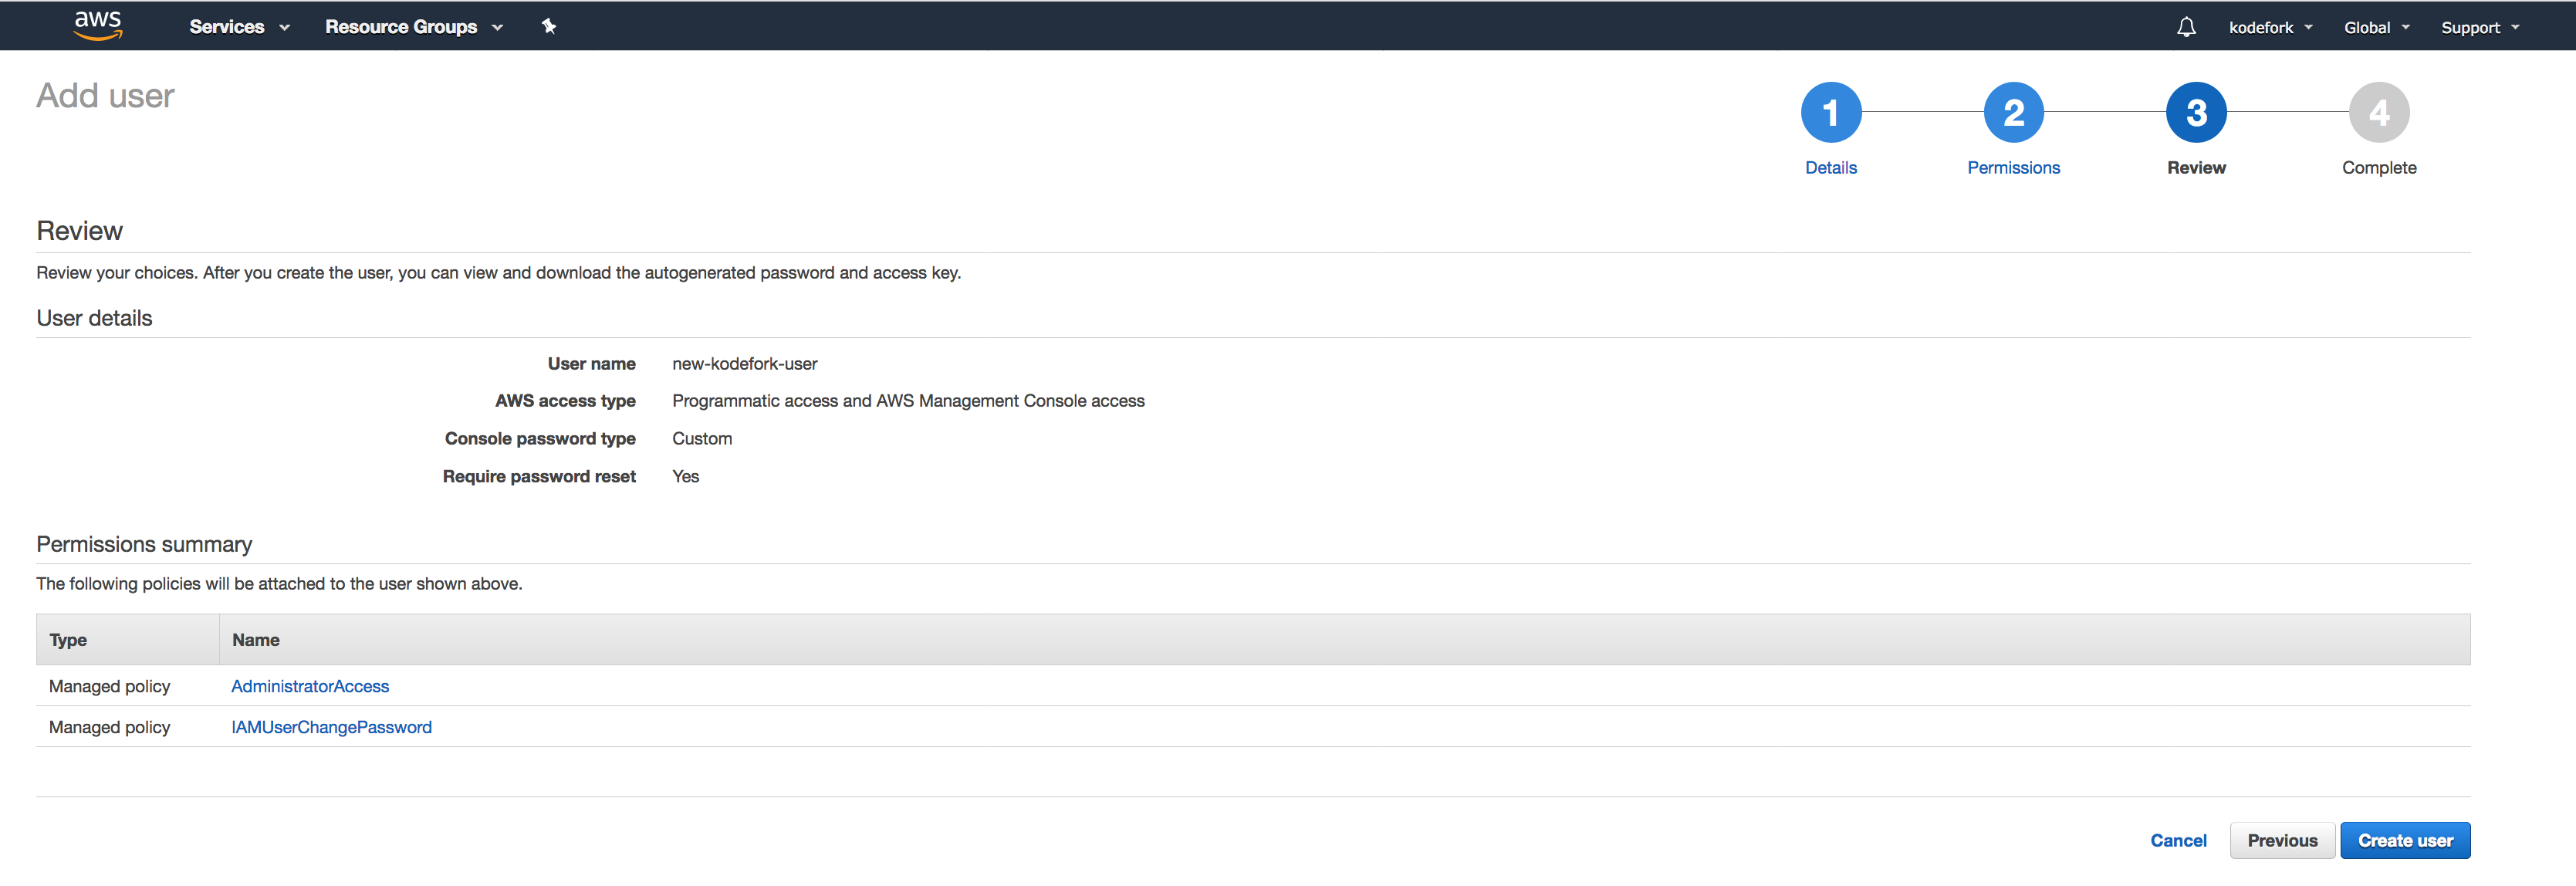 aws Services Resource Groups kodefork Global Support
Add user
1 2 3 4
Details Permissions Review Complete
Review
Review your choices. After you create the user, you can view and download the autogenerated password and access key.
User details
User name new-kodefork-user
AWS access type Programmatic access and AWS Management Console access
Console password type Custom
Require password reset Yes
Permissions summary
The following policies will be attached to the user shown above.
Type Name
Managed policy AdministratorAccess
Managed policy IAMUserChangePassword
Cancel Previous Create user